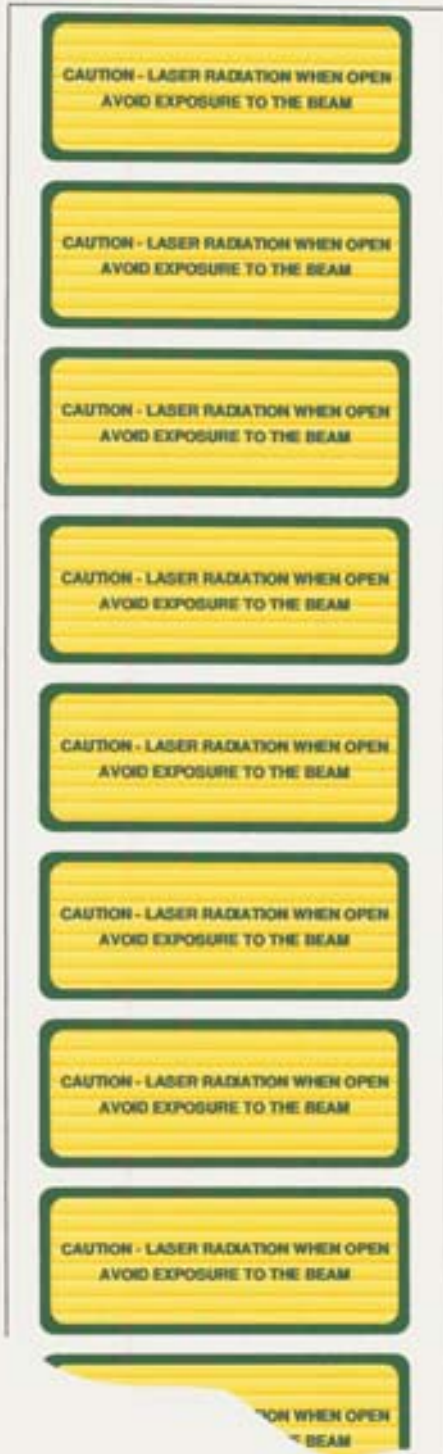 CAUTION - LASER RADIATION WHEN OPEN
AVOID EXPOSURE TO THE BEAM
CAUTION - LASER RADIATION WHEN OPEN
AVOID EXPOSURE TO THE BEAM
CAUTION - LASER RADIATION WHEN OPEN
AVOID EXPOSURE TO THE BEAM
CAUTION - LASER RADIATION WHEN OPEN
AVOID EXPOSURE TO THE BEAM
CAUTION - LASER RADIATION WHEN OPEN
AVOID EXPOSURE TO THE BEAM
CAUTION - LASER RADIATION WHEN OPEN
AVOID EXPOSURE TO THE BEAM
CAUTION - LASER RADIATION WHEN OPEN
AVOID EXPOSURE TO THE BEAM
CAUTION - LASER RADIATION WHEN OPEN
AVOID EXPOSURE TO THE BEAM
WHEN OPEN
BEAM